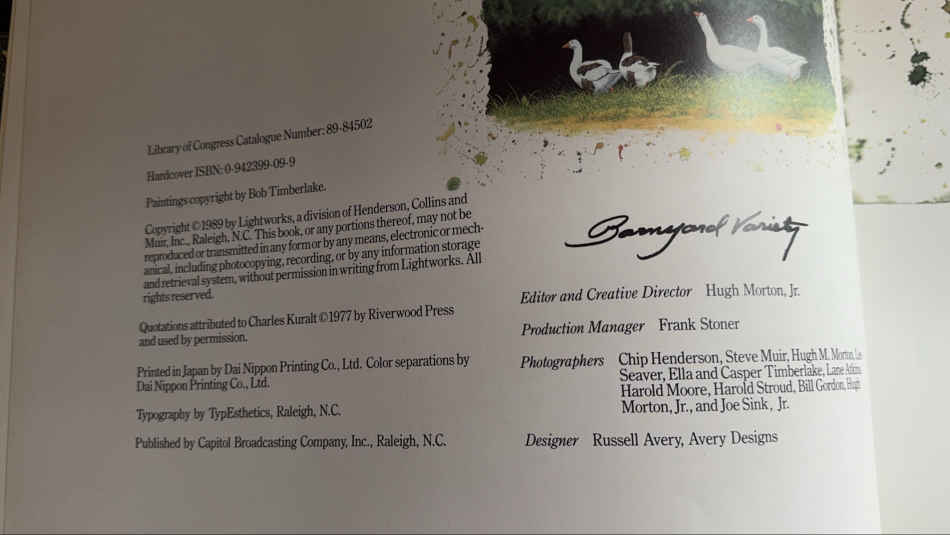 Library of Congress Catalogue Number: 89-84502
Hardcover ISBN: 0-942399-09-9
Paintings copyright by Bob Timberlake.
Copyright ©1989 by Lightworks, a division of Henderson, Collins and
Muir, Inc., Raleigh, N.C. This book, or any portions thereof, may not be
reproduced or transmitted in any form or by any means, electronic or mech-
anical, including photocopying, recording, or by any information storage
and retrieval system, without permission in writing from Lightworks. All
rights reserved.
Quotations attributed to Charles Kuralt ©1977 by Riverwood Press
and used by permission.
Printed in Japan by Dai Nippon Printing Co., Ltd. Color separations by
Dai Nippon Printing Co., Ltd.
Typography by TypEsthetics, Raleigh, N.C.
Published by Capitol Broadcasting Company, Inc., Raleigh, N.C.
Barnyard Variety
Editor and Creative Director Hugh Morton, Jr.
Production Manager Frank Stoner
Photographers Chip Henderson, Steve Muir, Hugh M. Morton,
Seaver, Ella and Casper Timberlake, Lane Atkins
Harold Moore, Harold Stroud, Bill Gordon, Hugh
Morton, Jr., and Joe Sink, Jr.
Designer Russell Avery, Avery Designs